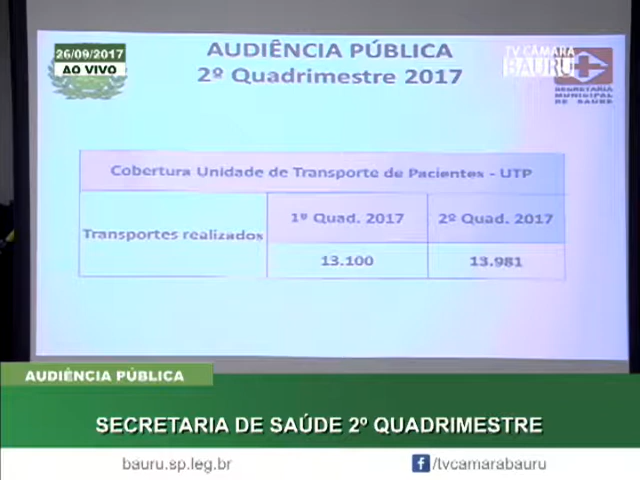 26/09/2017
AO VIVO
AUDIÊNCIA PÚBLICA
2º Quadrimestre 2017
TV CÂMARA
BAURU
SECRETARIA
MUNICIPAL
DE SAÚDE
Cobertura Unidade de Transporte de Pacientes - UTP
Transportes realizados
1º Quad. 2017
2º Quad. 2017
13.100
13.981
AUDIÊNCIA PÚBLICA
SECRETARIA DE SAÚDE 2º QUADRIMESTRE
bauru.sp.leg.br
/tvcamarabauru